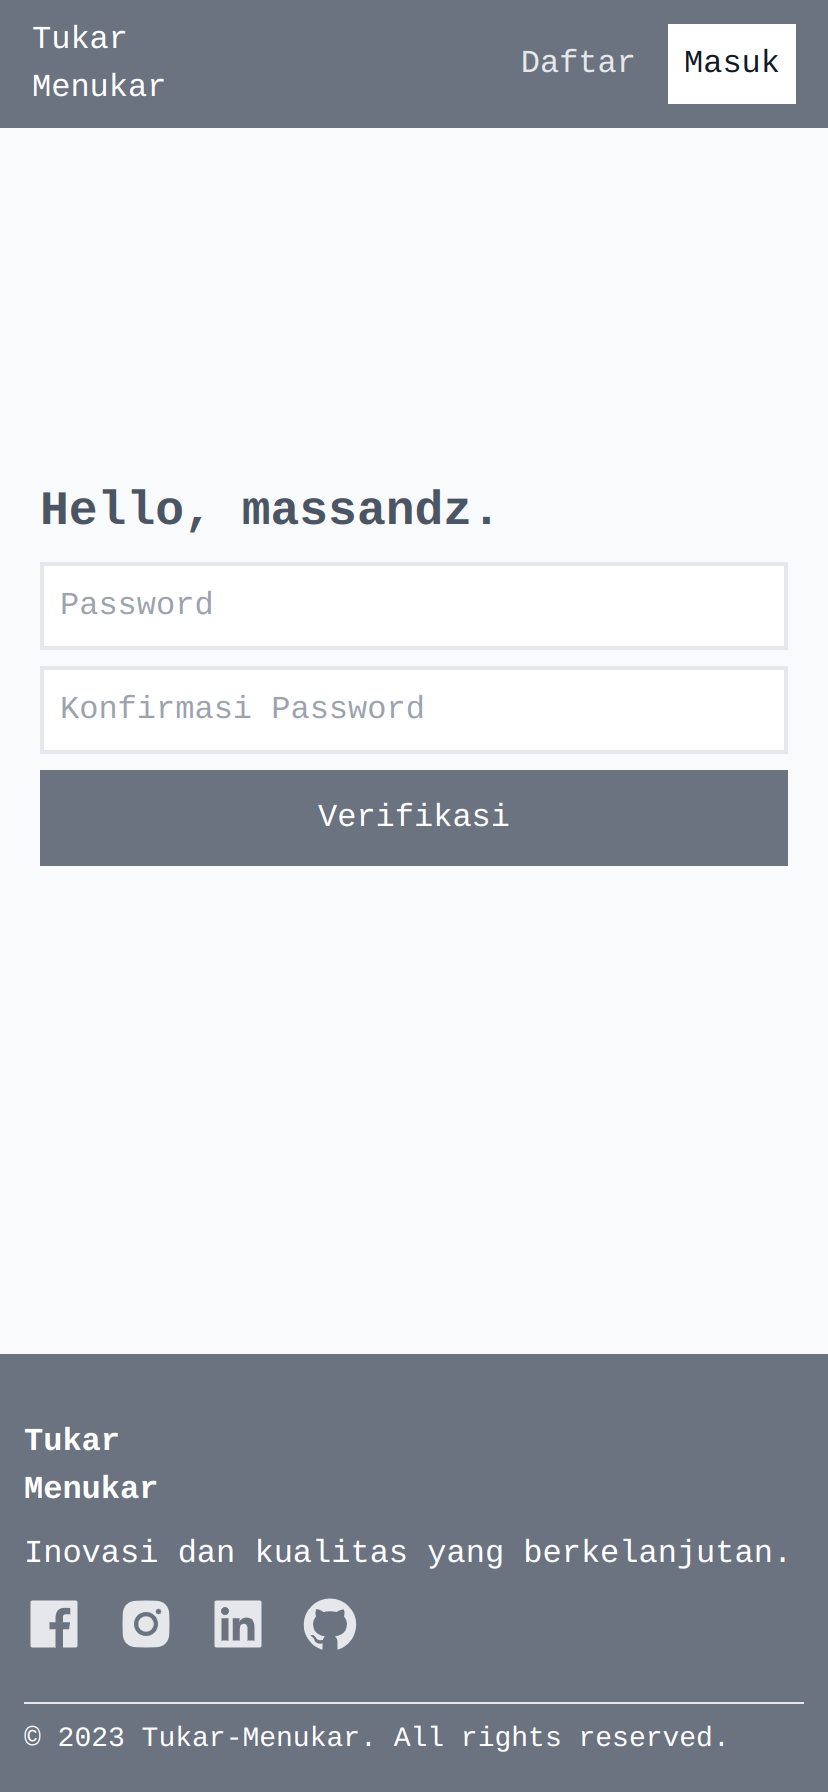 Tukar
Menukar
Daftar
Masuk
Hello, massandz.
Password
Konfirmasi Password
Verifikasi
Tukar
Menukar
Inovasi dan kualitas yang berkelanjutan.
© 2023 Tukar-Menukar. All rights reserved.